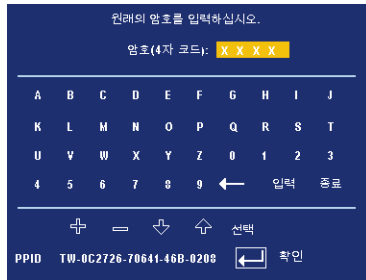 원래의 암호를 입력하십시오.
암호(4자 코드): X X X X
A B C D E F G H I J
K L M N O P Q R S T
U V W X Y Z 0 1 2 3
4 5 6 7 8 9 ← 입력 종료
선택
PPID TW-0C2726-70641-46B-0208 확인